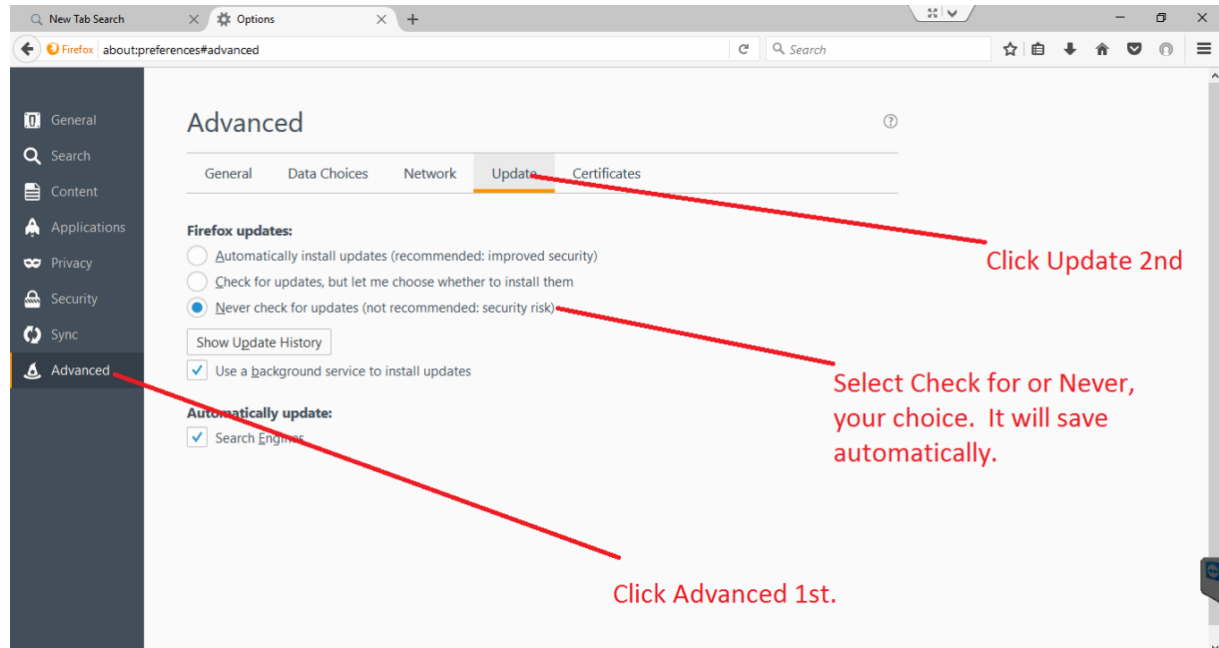 New Tab Search
Options
Firefox about:preferences#advanced
Search
General
Search
Content
Applications
Privacy
Security
Sync
Advanced
Advanced
General Data Choices Network Update Certificates
Firefox updates:
Automatically install updates (recommended: improved security)
Check for updates, but let me choose whether to install them
Never check for updates (not recommended: security risk)
Show Update History
Use a background service to install updates
Automatically update:
Search Engines
Click Update 2nd
Select Check for or Never,
your choice. It will save
automatically.
Click Advanced 1st.